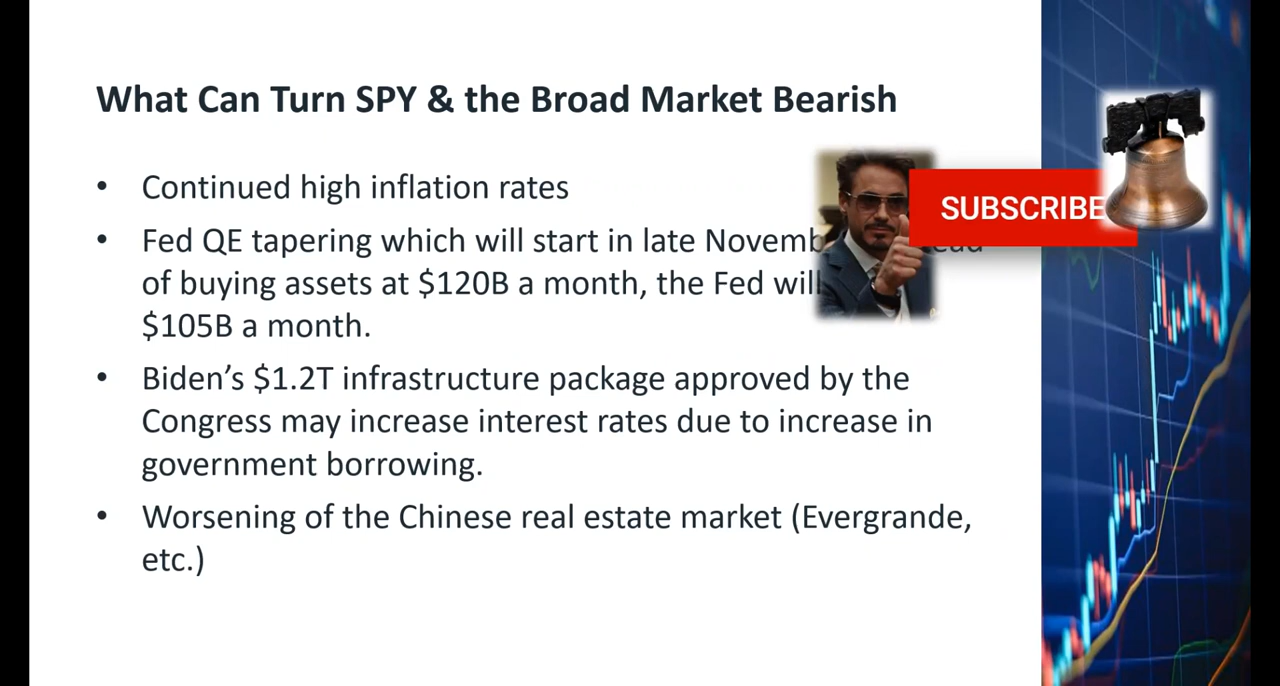 What Can Turn SPY & the Broad Market Bearish
• Continued high inflation rates
• Fed QE tapering which will start in late
of buying assets at $120B a month, the Fed will
$105B a month.
SUBSCRIBE
• Biden’s $1.2T infrastructure package approved by the
Congress may increase interest rates due to increase in
government borrowing.
• Worsening of the Chinese real estate market (Evergrande,
etc.)